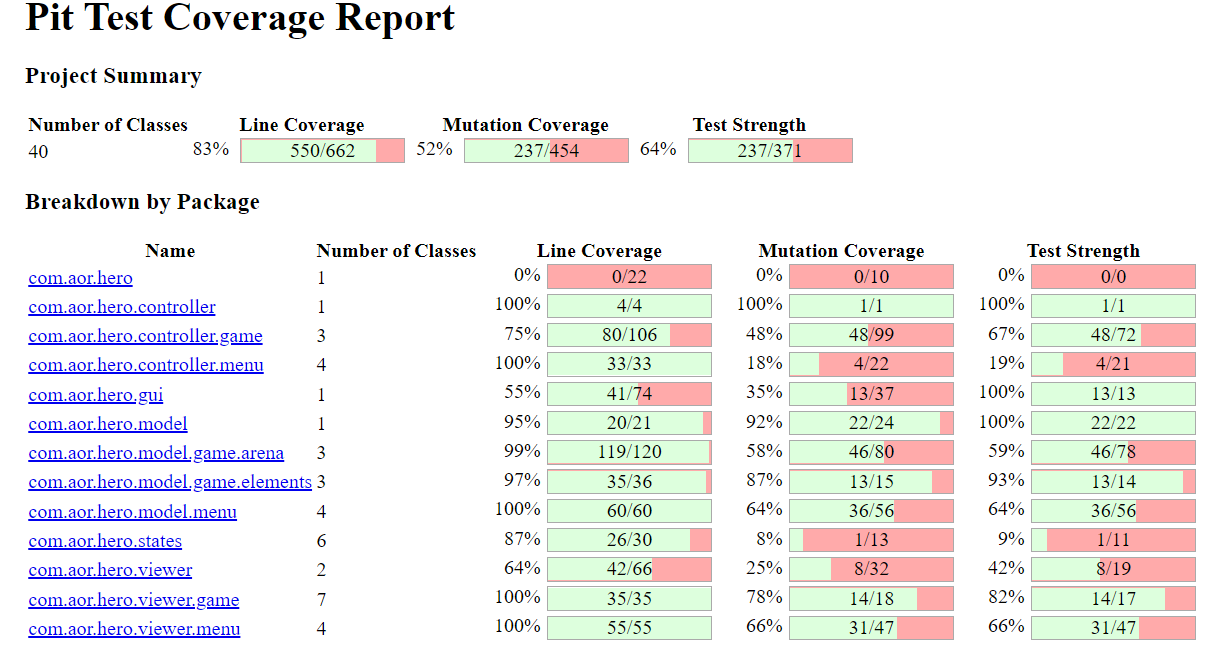 Pit Test Coverage Report
Project Summary
Number of Classes Line Coverage Mutation Coverage Test Strength
40 83% 550/662 52% 237/454 64% 237/371
Breakdown by Package
Name Number of Classes Line Coverage Mutation Coverage Test Strength
com.aor.hero 1 0% 0/22 0% 0/10 0% 0/0
com.aor.hero.controller 1 100% 4/4 100% 1/1 100% 1/1
com.aor.hero.controller.game 3 75% 80/106 48% 48/99 67% 48/72
com.aor.hero.controller.menu 4 100% 33/33 18% 4/22 19% 4/21
com.aor.hero.gui 1 55% 41/74 35% 13/37 100% 13/13
com.aor.hero.model 1 95% 20/21 92% 22/24 100% 22/22
com.aor.hero.model.game.arena 3 99% 119/120 58% 46/80 59% 46/78
com.aor.hero.model.game.elements 3 97% 35/36 87% 13/15 93% 13/14
com.aor.hero.model.menu 4 100% 60/60 64% 36/56 64% 36/56
com.aor.hero.states 6 87% 26/30 8% 1/13 9% 1/11
com.aor.hero.viewer 2 64% 42/66 25% 8/32 42% 8/19
com.aor.hero.viewer.game 7 100% 35/35 78% 14/18 82% 14/17
com.aor.hero.viewer.menu 4 100% 55/55 66% 31/47 66% 31/47